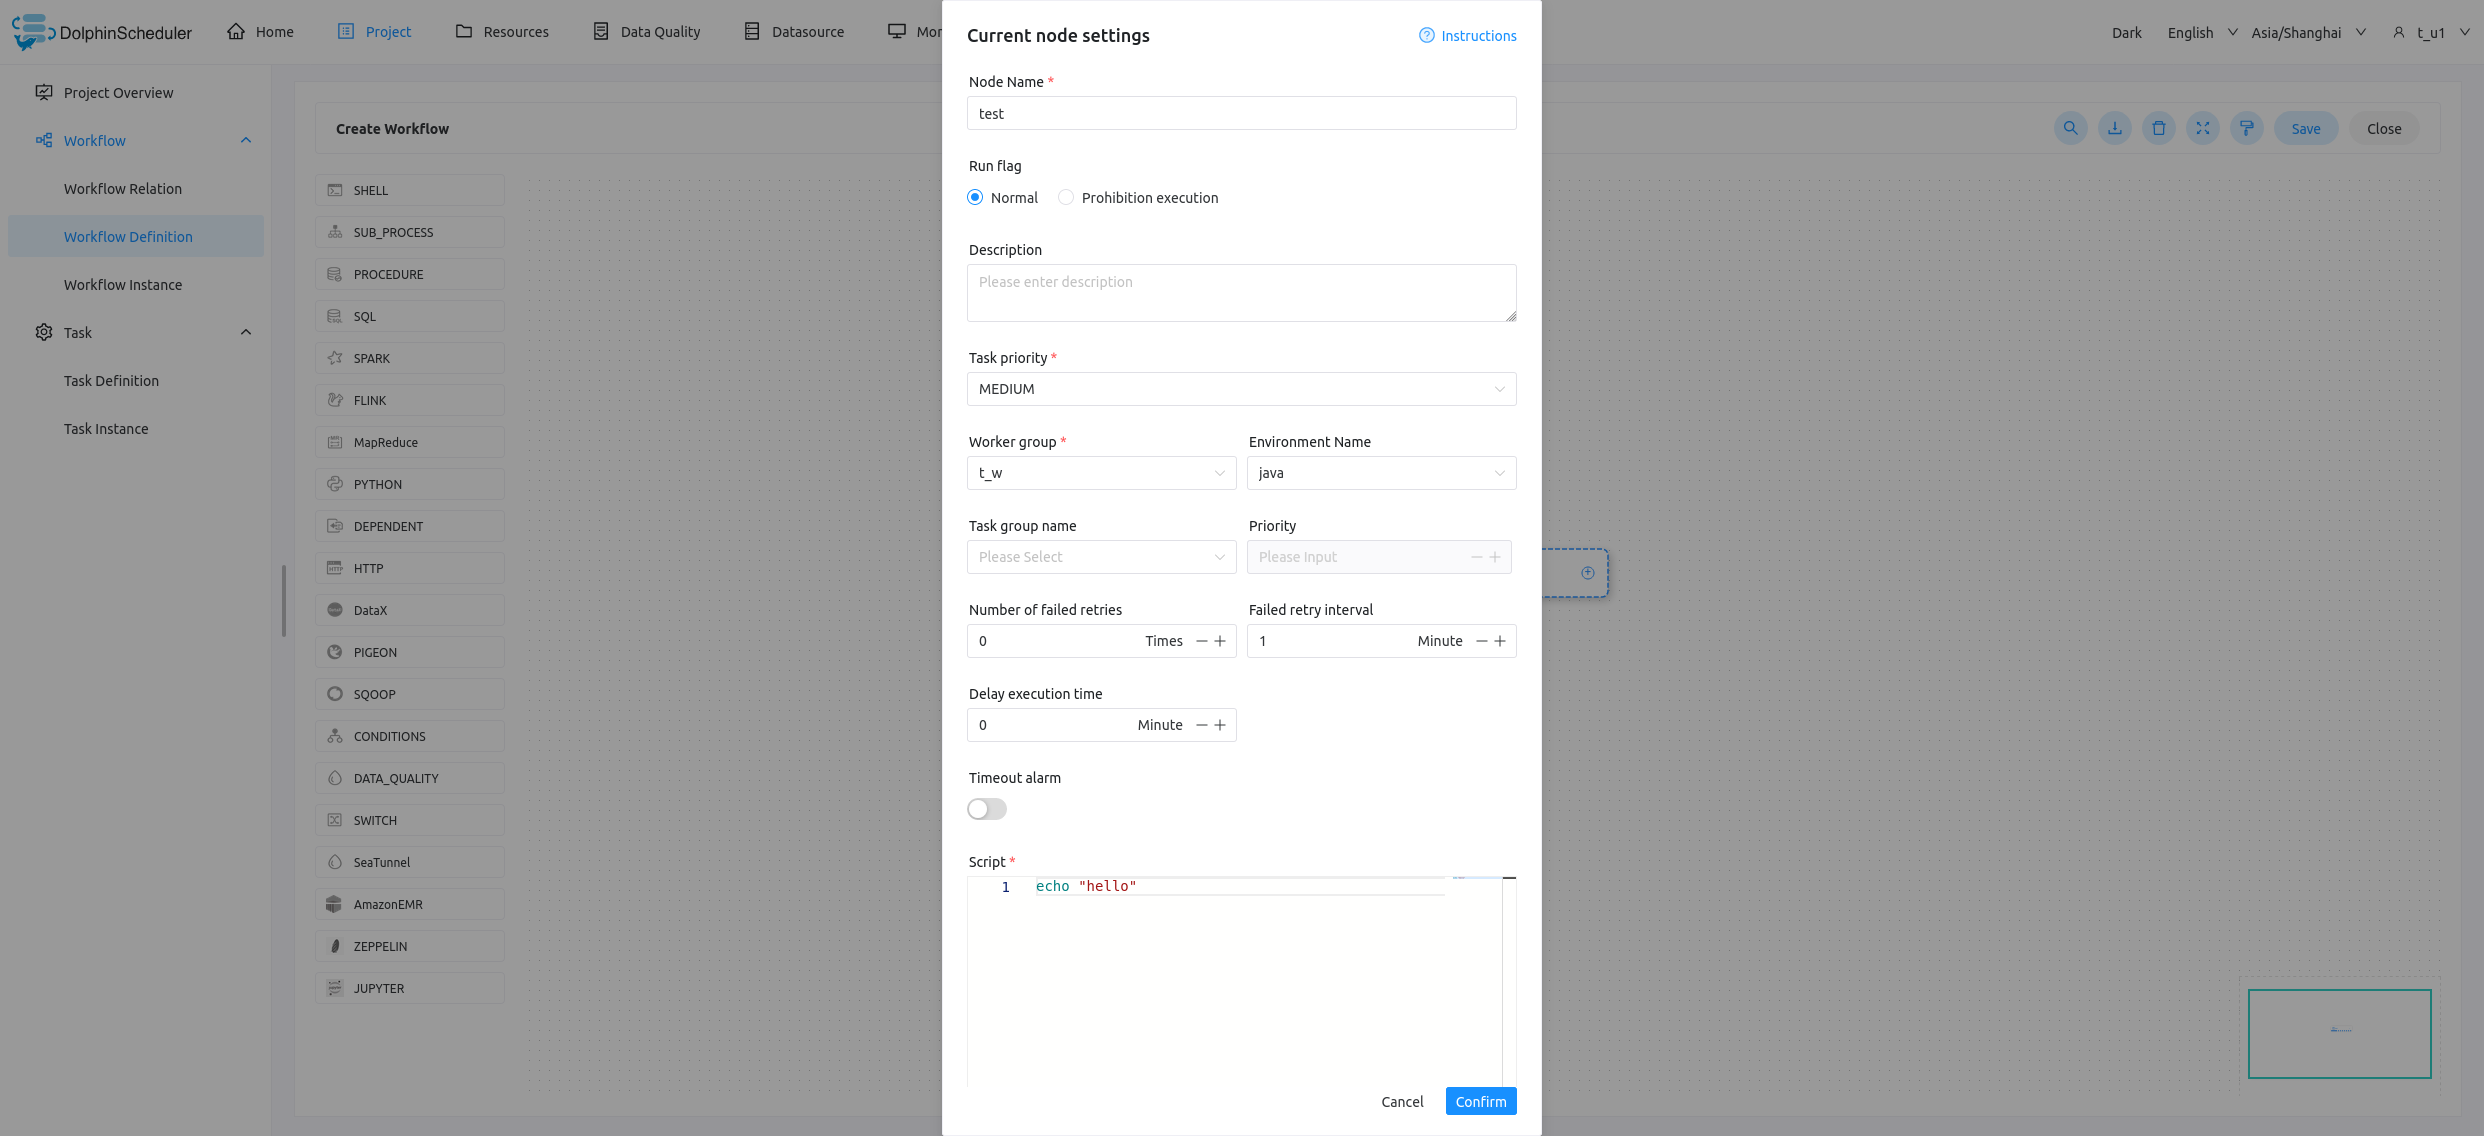 DolphinScheduler
Home
Project
Resources
Data Quality
Datasource
Mor
Dark
English
Asia/Shanghai
t_u1
Project Overview
Workflow
Workflow Relation
Workflow Definition
Workflow Instance
Task
Task Definition
Task Instance
Create Workflow
Save
Close
SHELL
SUB_PROCESS
PROCEDURE
SQL
SPARK
FLINK
MapReduce
PYTHON
DEPENDENT
HTTP
DataX
PIGEON
SQOOP
CONDITIONS
DATA_QUALITY
SWITCH
SeaTunnel
AmazonEMR
ZEPPELIN
JUPYTER
Current node settings
Instructions
Node Name *
test
Run flag
Normal
Prohibition execution
Description
Please enter description
Task priority *
MEDIUM
Worker group *
Environment Name
t_w
java
Task group name
Priority
Please Select
Please Input
Number of failed retries
Failed retry interval
0 Times
1 Minute
Delay execution time
0 Minute
Timeout alarm
Script *
1 echo "hello"
Cancel
Confirm